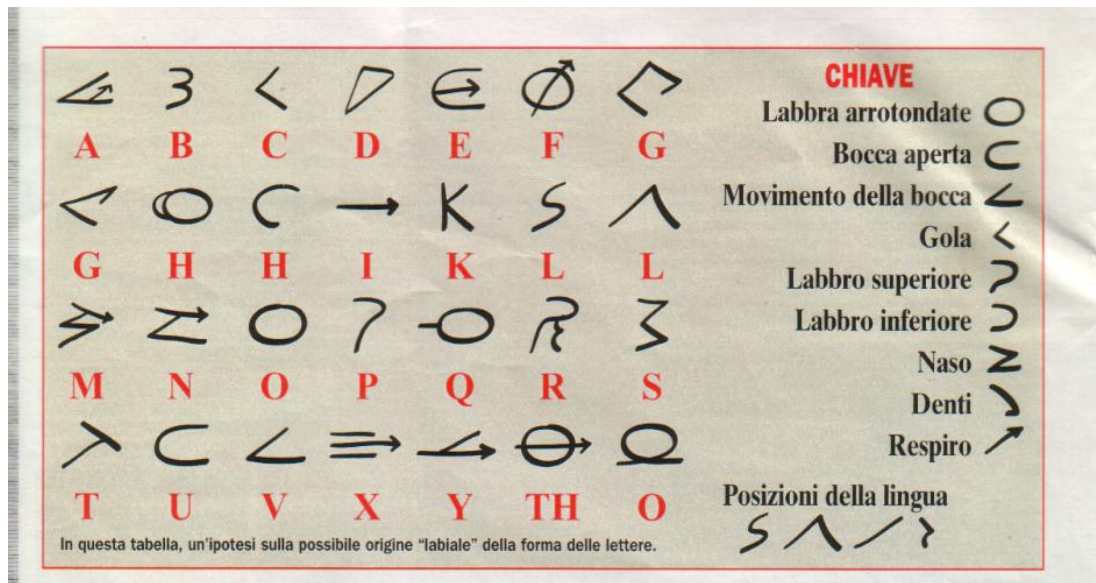 A B C D E F G
G H H I K L L
M N O P Q R S
T U V X Y TH O
In questa tabella, un'ipotesi sulla possibile origine “labiale” della forma delle lettere.
CHIAVE
Labbra arrotondate
Bocca aperta
Movimento della bocca
Gola
Labbro superiore
Labbro inferiore
Naso
Denti
Respiro
Posizioni della lingua